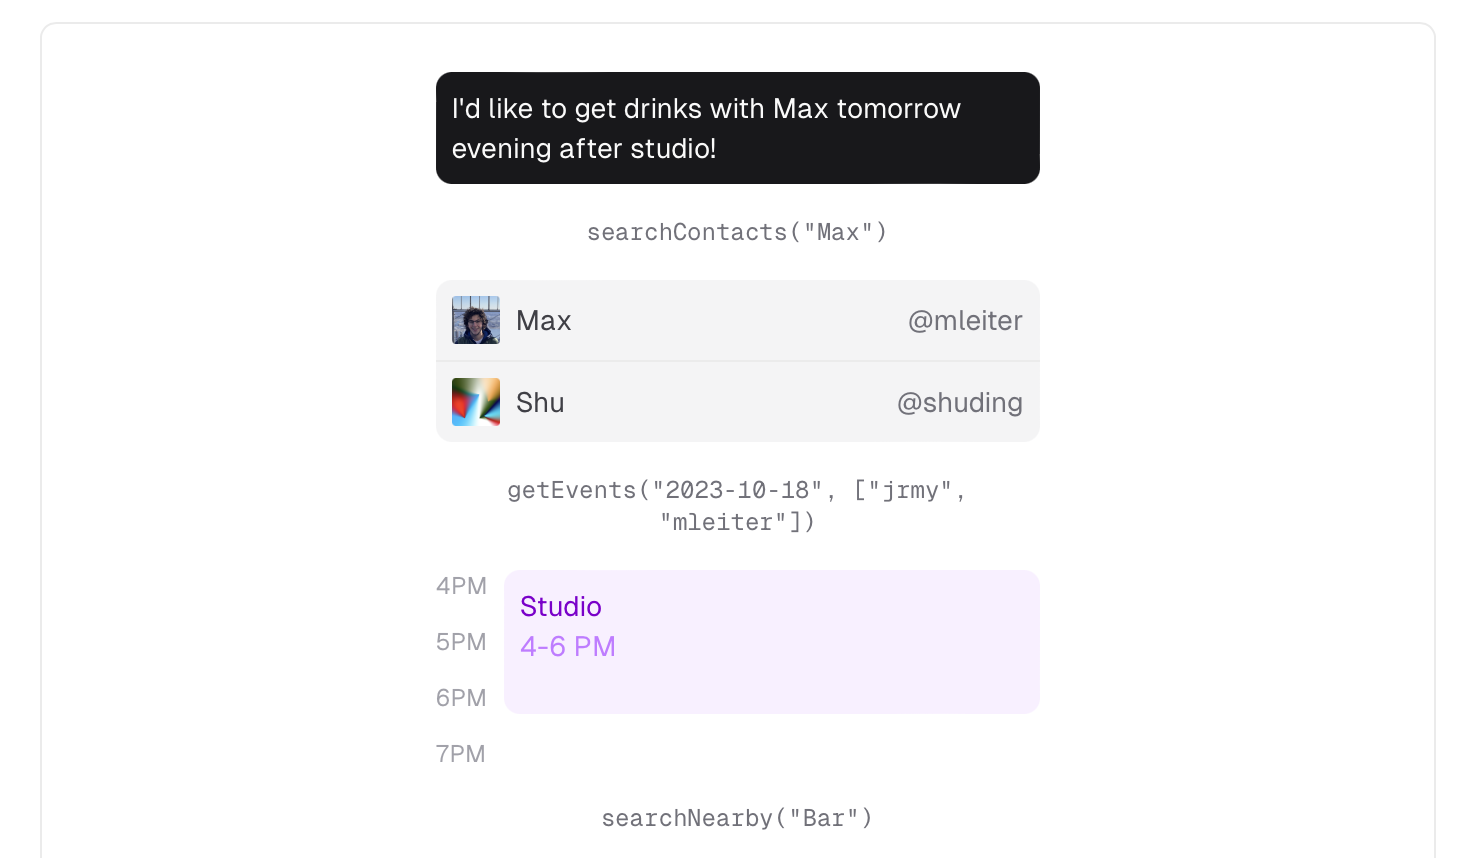 I'd like to get drinks with Max tomorrow
evening after studio!
searchContacts("Max")
Max @mleiter
Shu @shuding
getEvents("2023-10-18", ["jrmy",
"mleiter"])
4PM
Studio
4-6 PM
5PM
6PM
7PM
searchNearby("Bar")